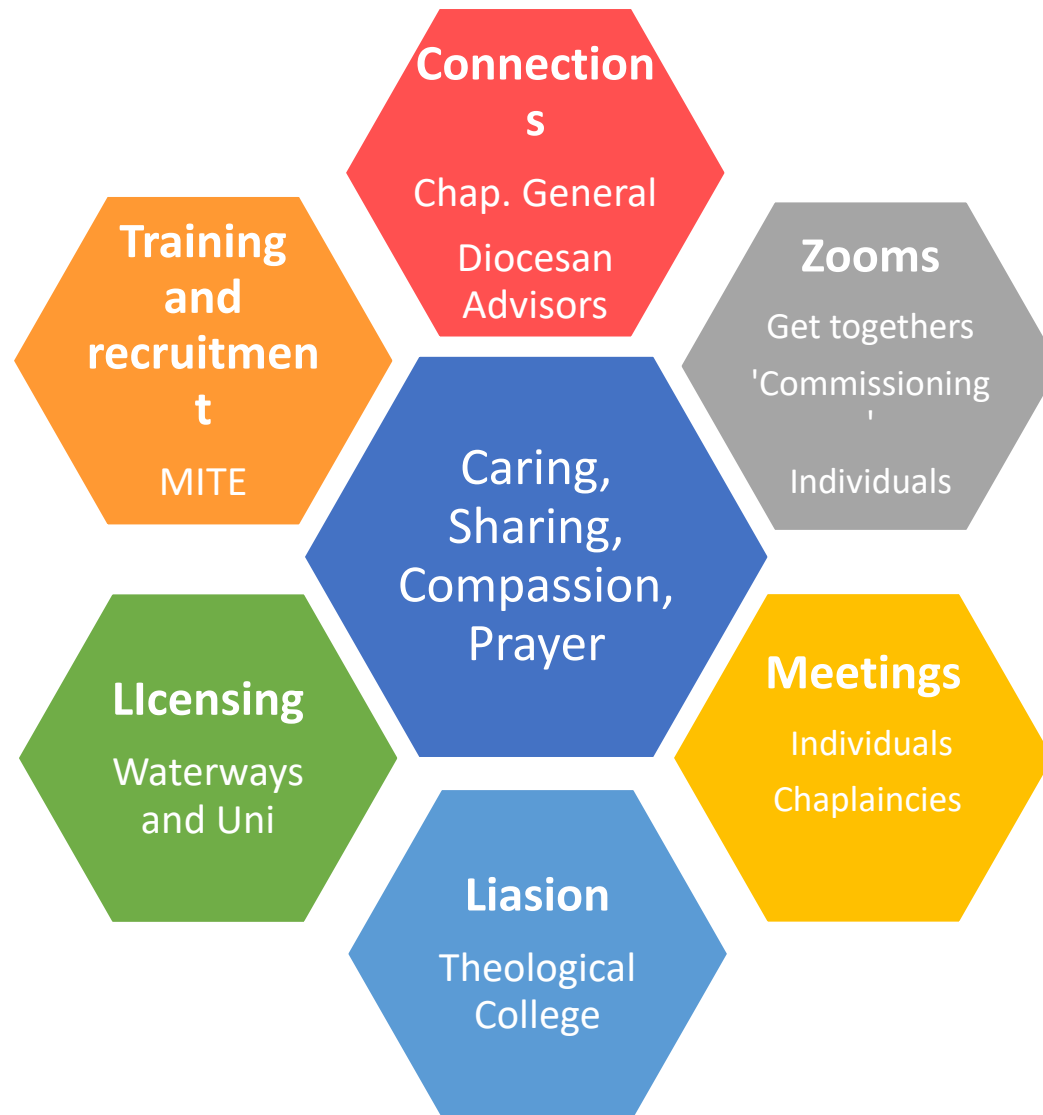 Connection
s
Chap. General
Diocesan
Advisors
Training
and
recruitmen
t
MITE
Zooms
Get togethers
'Commissioning
'
Individuals
Caring,
Sharing,
Compassion,
Prayer
LIcensing
Waterways
and Uni
Meetings
Individuals
Chaplaincies
Liasion
Theological
College